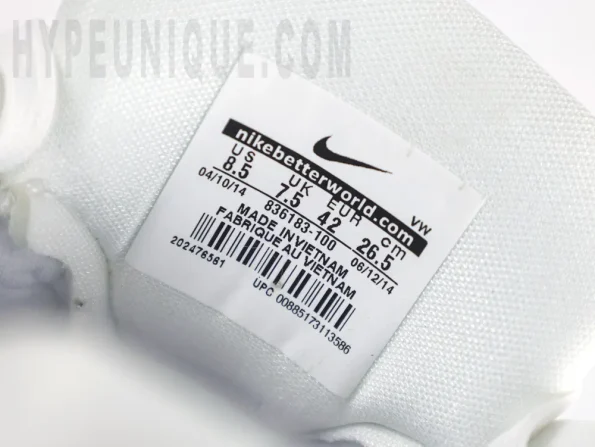 HYPEUNIQUE.COM
nikebetterworld.com
VW
US UK EUR cm
8.5 7.5 42 26.5
04/10/14 836183-100 06/12/14
MADE IN VIETNAM
FABRIQUE AU VIETNAM
202478581
UPC 00885173113586